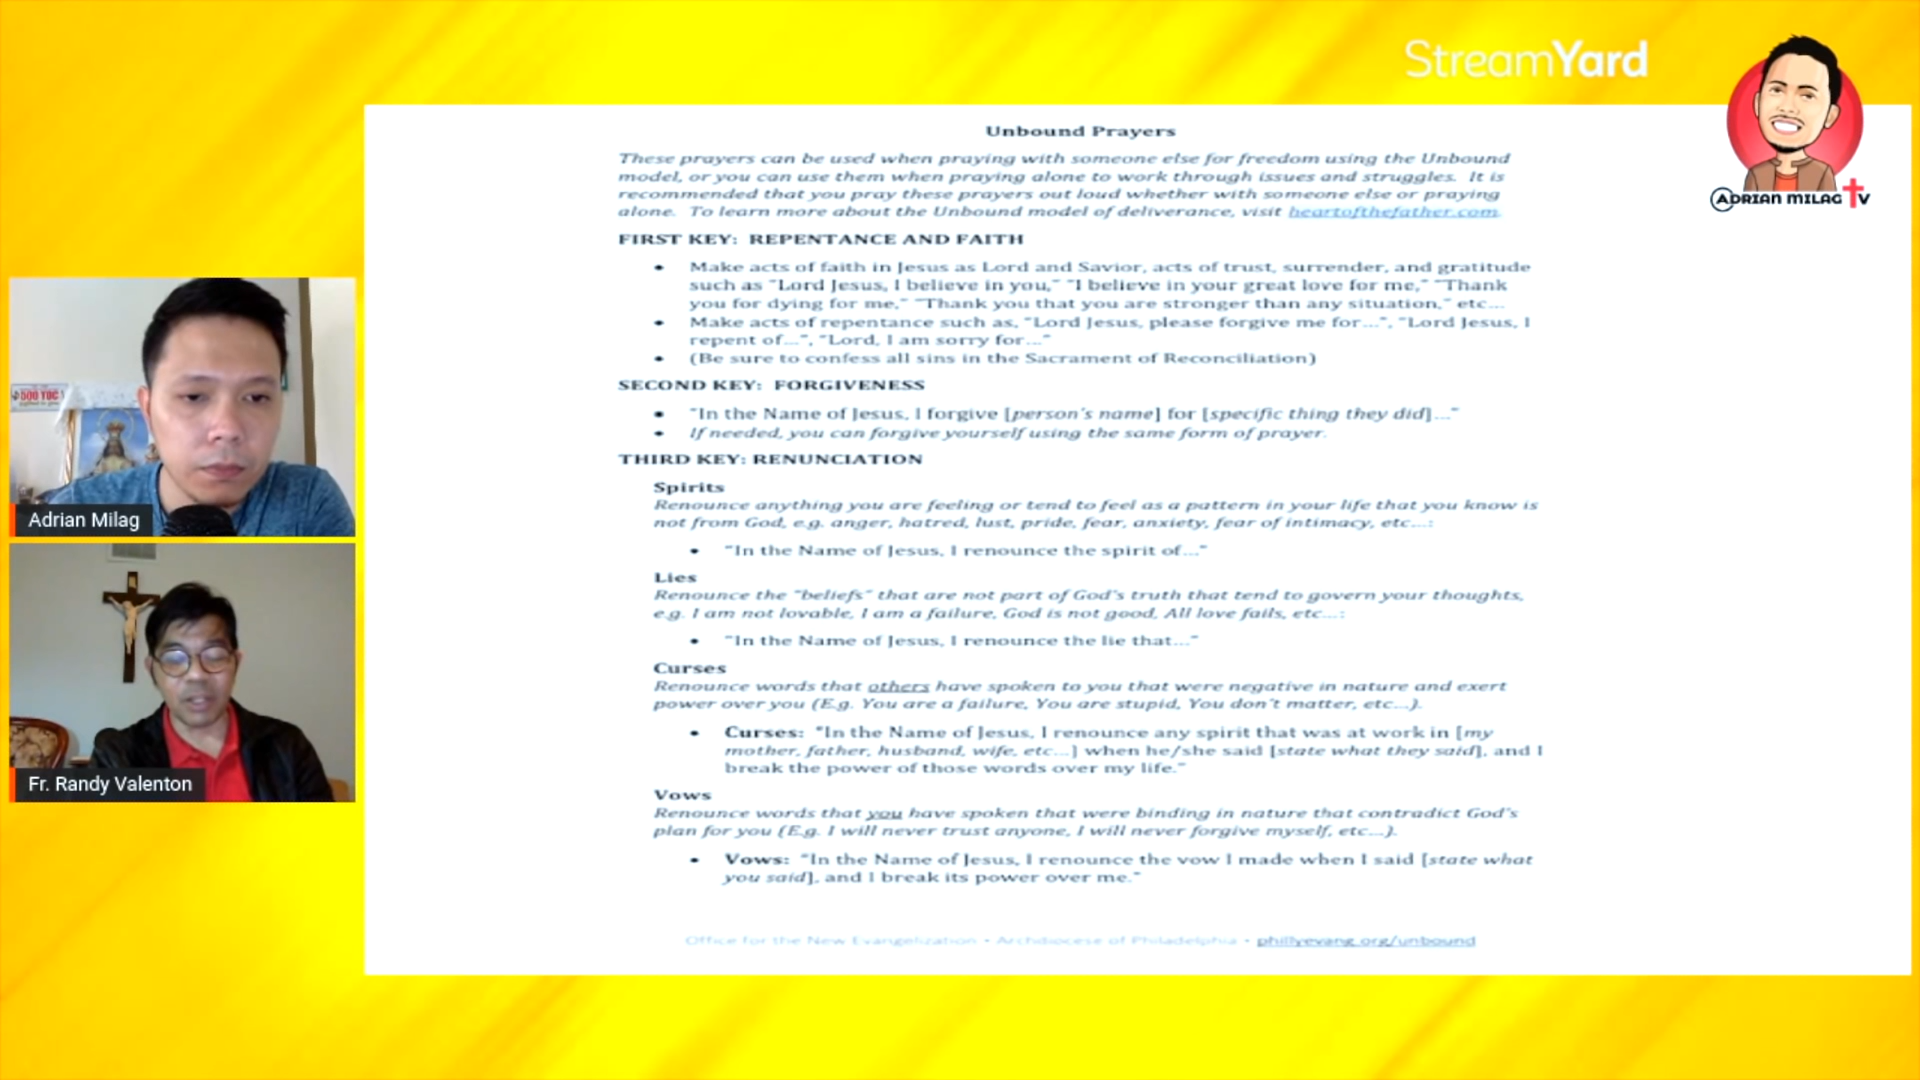 StreamYard
ADRIAN MILAG TV
Unbound Prayers
These prayers can be used when praying with someone else for freedom using the Unbound
model, or you can use them when praying alone to work through issues and struggles. It is
recommended that you pray these prayers out loud whether with someone else or praying
alone. To learn more about the Unbound model of deliverance, visit heartofthefather.com.
FIRST KEY: REPENTANCE AND FAITH
• Make acts of faith in Jesus as Lord and Savior, acts of trust, surrender, and gratitude
such as "Lord Jesus, I believe in you," "I believe in your great love for me," "Thank
you for dying for me," "Thank you that you are stronger than any situation," etc...
• Make acts of repentance such as, "Lord Jesus, please forgive me for...", "Lord Jesus, I
repent of...", "Lord, I am sorry for..."
• (Be sure to confess all sins in the Sacrament of Reconciliation)
SECOND KEY: FORGIVENESS
• "In the Name of Jesus, I forgive [person's name] for [specific thing they did]..."
• If needed, you can forgive yourself using the same form of prayer.
THIRD KEY: RENUNCIATION
Spirits
Renounce anything you are feeling or tend to feel as a pattern in your life that you know is
not from God, e.g. anger, hatred, lust, pride, fear, anxiety, fear of intimacy, etc...:
• "In the Name of Jesus, I renounce the spirit of..."
Lies
Renounce the "beliefs" that are not part of God's truth that tend to govern your thoughts,
e.g. I am not lovable, I am a failure, God is not good, All love fails, etc...:
• "In the Name of Jesus, I renounce the lie that..."
Curses
Renounce words that others have spoken to you that were negative in nature and exert
power over you (E.g. You are a failure, You are stupid, You don't matter, etc...).
• Curses: "In the Name of Jesus, I renounce any spirit that was at work in [my
mother, father, husband, wife, etc...] when he/she said [state what they said], and I
break the power of those words over my life."
Vows
Renounce words that you have spoken that were binding in nature that contradict God's
plan for you (E.g. I will never trust anyone, I will never forgive myself, etc...).
• Vows: "In the Name of Jesus, I renounce the vow I made when I said [state what
you said], and I break its power over me."
Office for the New Evangelization • Archdiocese of Philadelphia • phillyevang.org/unbound
Adrian Milag
Fr. Randy Valenton